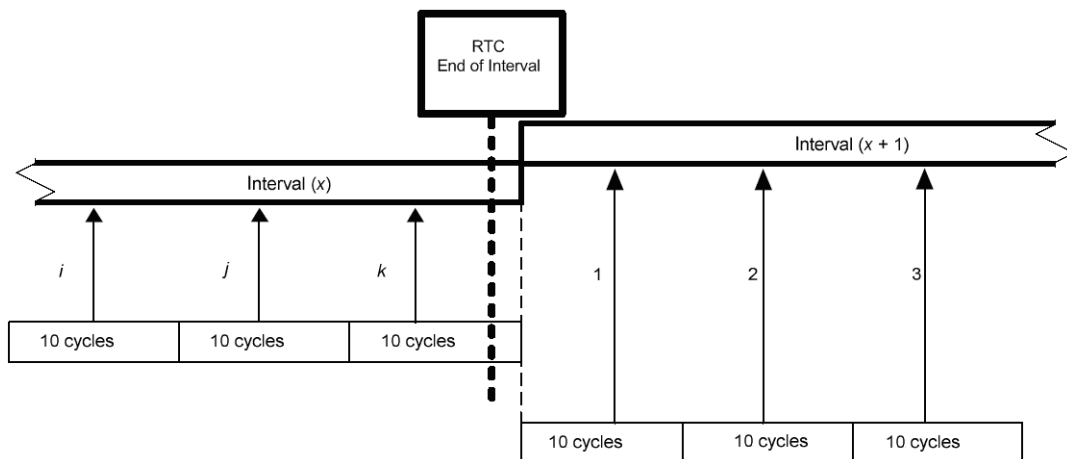 RTC
End of Interval
Interval (x + 1)
Interval (x)
i
j
k
1
2
3
10 cycles
10 cycles
10 cycles
10 cycles
10 cycles
10 cycles